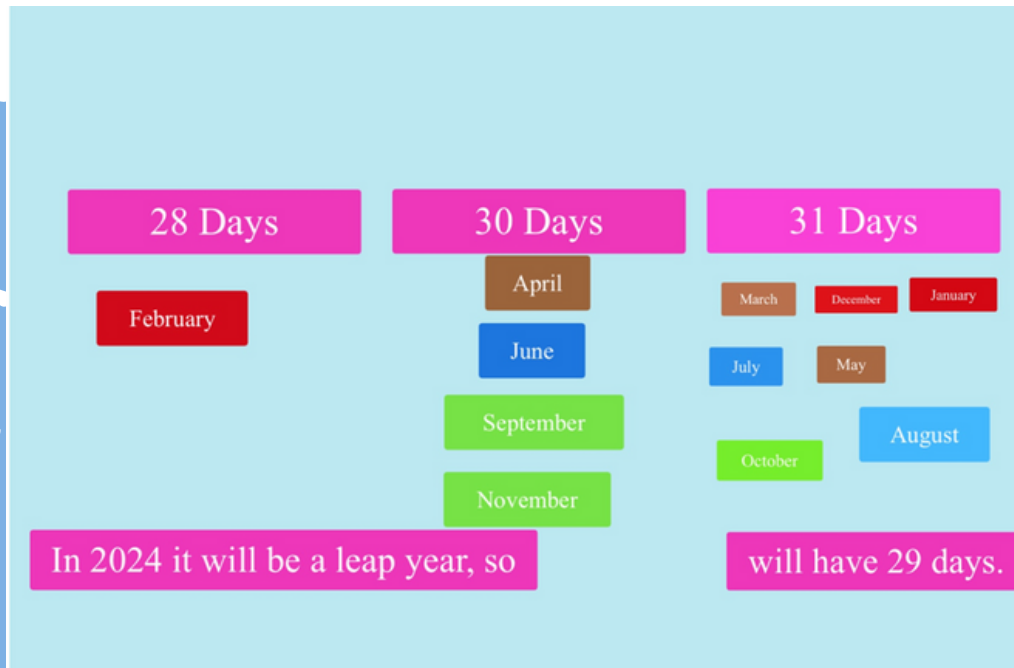 28 Days
30 Days
31 Days
February
April
June
September
November
March
December
January
July
May
August
October
In 2024 it will be a leap year, so
will have 29 days.